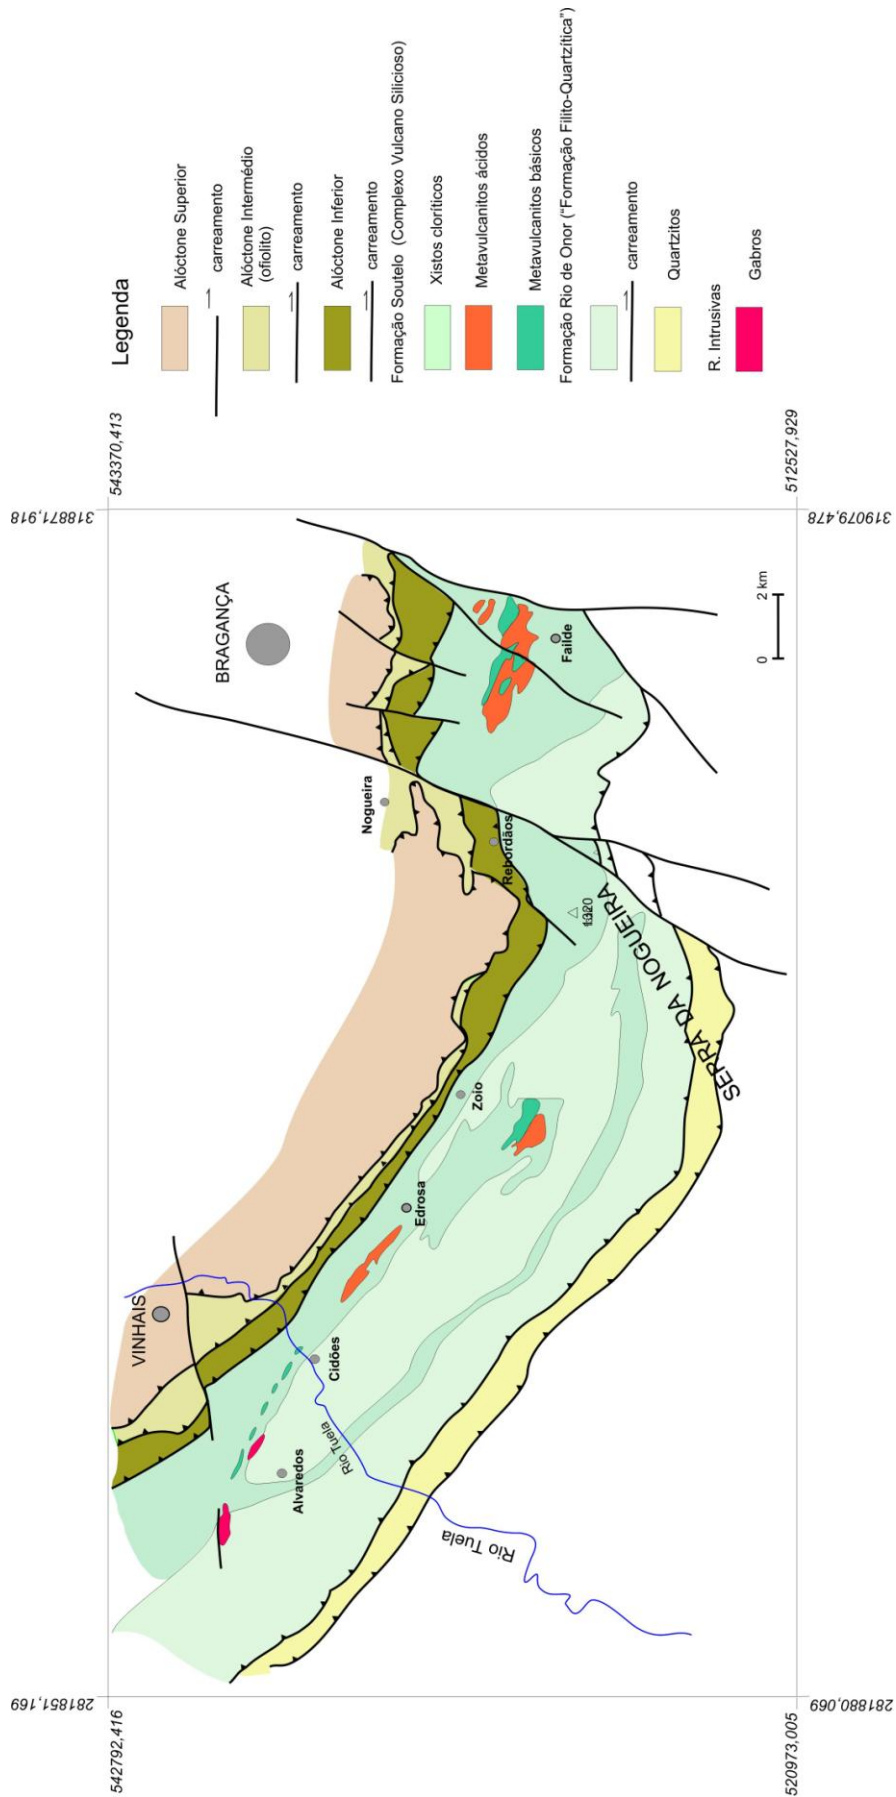 Legenda
Alóctone Superior
carreamento
Alóctone Intermédio
(ofiolito)
carreamento
Alóctone Inferior
carreamento
Formação Soutelo (Complexo Vulcano Silicioso)
Xistos cloríticos
Metavulcanitos ácidos
Metavulcanitos básicos
Formação Rio de Onor ("Formação Filito-Quartzítica")
carreamento
Quartzitos
R. Intrusivas
Gabros
543370,413
318871,918
512527,929
319079,478
281851,169
542792,416
281880,069
520973,005
BRAGANÇA
VINHAIS
Nogueira
Rebordãos
Failde
Zoio
Edrosa
Cidões
Alvaredos
Rio Tuela
Rio Tuela
SERRA DA NOGUEIRA
0 2 km